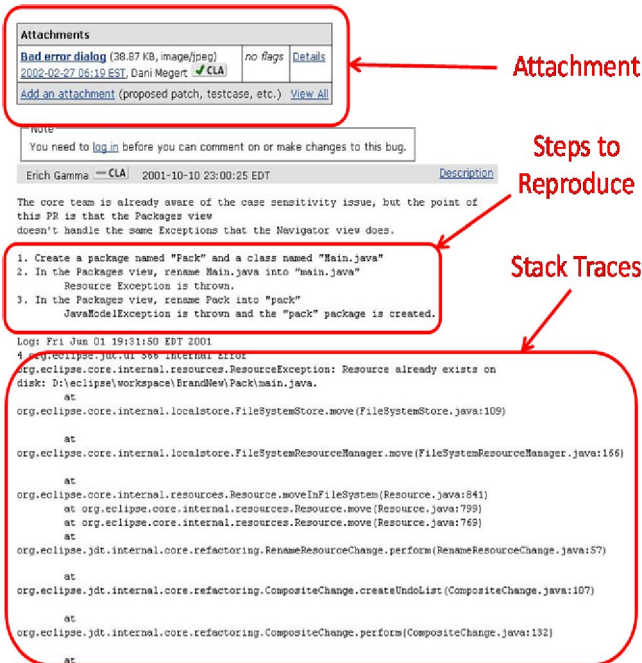 Attachments
Bad error dialog (38.87 KB, image/jpeg)
2002-02-27 06:19 EST, Dani Megert ✔CLA
no flags
Details
Add an attachment (proposed patch, testcase, etc.) View All
Attachment
Note
You need to log in before you can comment on or make changes to this bug.
Steps to
Reproduce
Erich Gamma —CLA 2001-10-10 23:00:25 EDT Description
The core team is already aware of the case sensitivity issue, but the point of
this PR is that the Packages view
doesn't handle the same Exceptions that the Navigator view does.
1. Create a package named "Pack" and a class named "Main.java"
2. In the Packages view, rename Main.java into "main.java"
Resource Exception is thrown.
3. In the Packages view, rename Pack into "pack"
JavaModelException is thrown and the "pack" package is created.
Stack Traces
Log: Fri Jun 01 19:31:50 EDT 2001
4 org.eclipse.jdt.ui 566 Internal Error
org.eclipse.core.internal.resources.ResourceException: Resource already exists on
disk: D:\eclipse\workspace\BrandNew\Pack\main.java.
at
org.eclipse.core.internal.localstore.FileSystemStore.move(FileSystemStore.java:109)
at
org.eclipse.core.internal.localstore.FileSystemResourceManager.move(FileSystemResourceManager.java:166)
at
org.eclipse.core.internal.resources.Resource.moveInFileSystem(Resource.java:841)
at org.eclipse.core.internal.resources.Resource.move(Resource.java:799)
at org.eclipse.core.internal.resources.Resource.move(Resource.java:769)
at
org.eclipse.jdt.internal.core.refactoring.RenameResourceChange.perform(RenameResourceChange.java:57)
at
org.eclipse.jdt.internal.core.refactoring.CompositeChange.createUndoList(CompositeChange.java:107)
at
org.eclipse.jdt.internal.core.refactoring.CompositeChange.perform(CompositeChange.java:132)
at